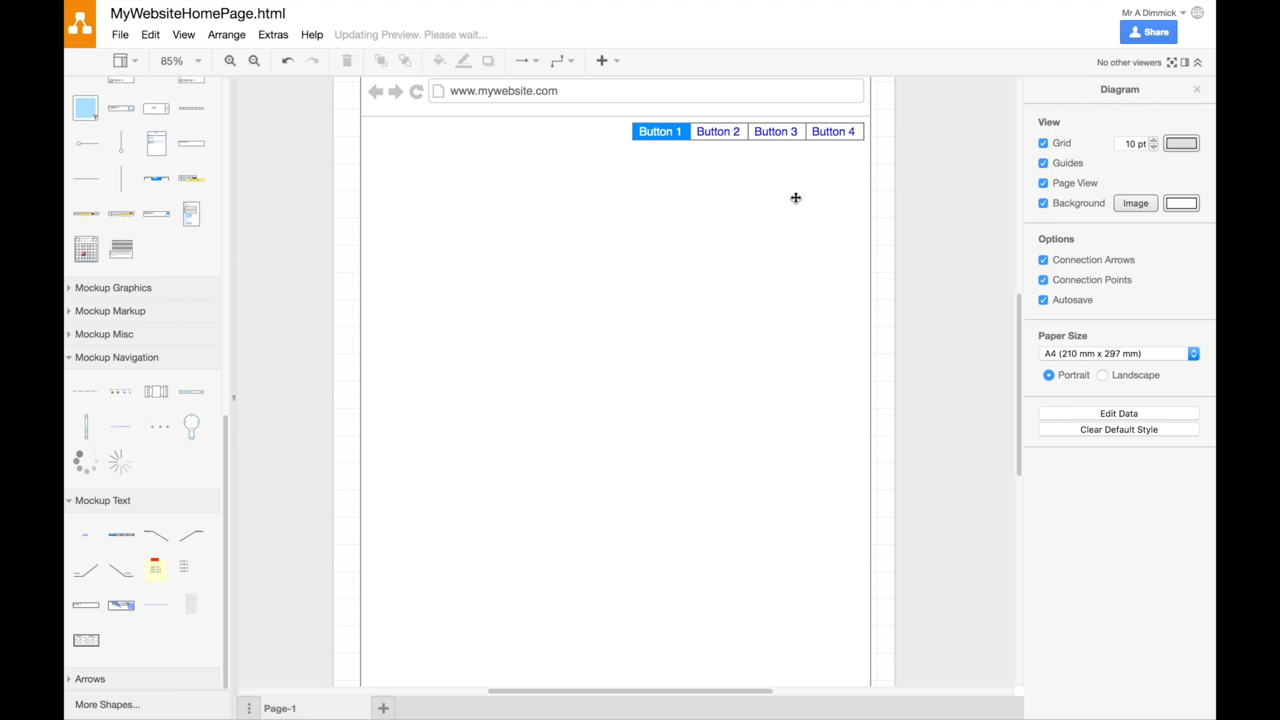 MyWebsiteHomePage.html
Mr A Dimmick
File Edit View Arrange Extras Help Updating Preview. Please wait...
Share
85%
No other viewers
www.mywebsite.com
Button 1 Button 2 Button 3 Button 4
Diagram
View
Grid 10 pt
Guides
Page View
Background Image
Options
Connection Arrows
Connection Points
Autosave
Paper Size
A4 (210 mm x 297 mm)
Portrait Landscape
Edit Data
Clear Default Style
Mockup Graphics
Mockup Markup
Mockup Misc
Mockup Navigation
Mockup Text
Arrows
More Shapes...
Page-1